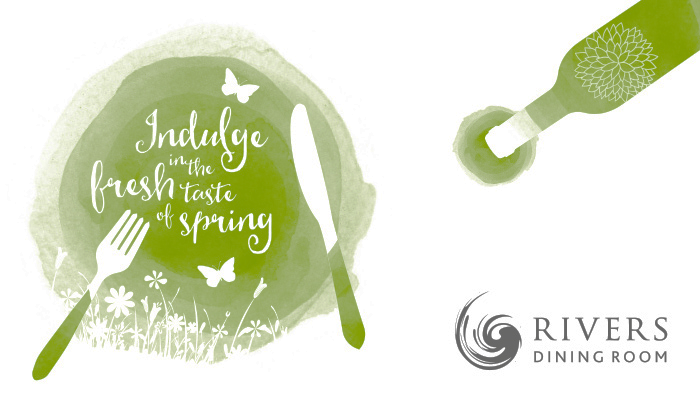 Indulge
in the
fresh taste
of spring
RIVERS
DINING ROOM